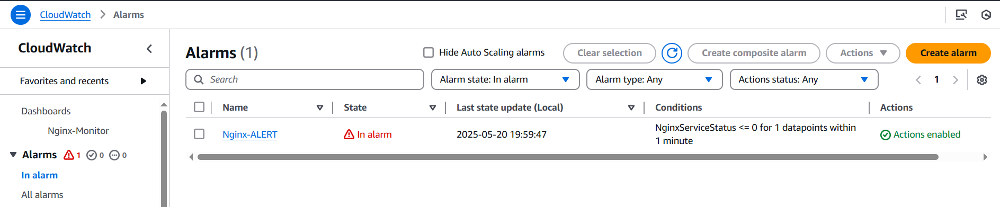 CloudWatch > Alarms
CloudWatch
Favorites and recents
Dashboards
Nginx-Monitor
Alarms 1 0 0
In alarm
All alarms
Alarms (1)
Hide Auto Scaling alarms
Clear selection
Create composite alarm
Actions
Create alarm
Search
Alarm state: In alarm
Alarm type: Any
Actions status: Any
1
Name State Last state update (Local) Conditions Actions
Nginx-ALERT In alarm 2025-05-20 19:59:47 NginxServiceStatus <= 0 for 1 datapoints within Actions enabled
1 minute